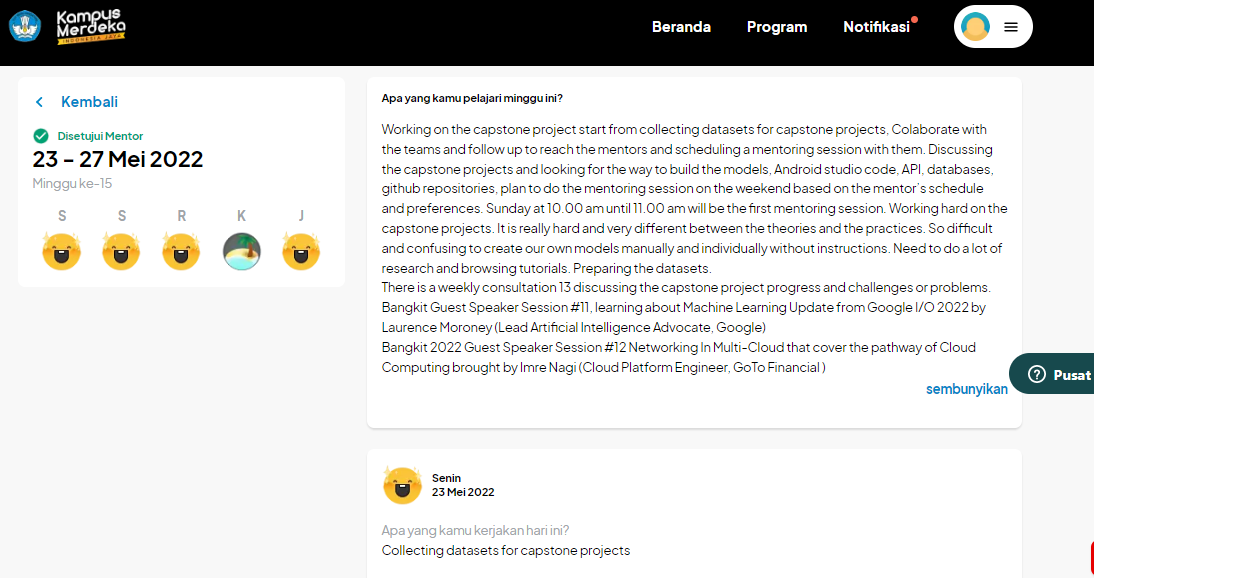 Kampus
Merdeka
INDONESIA JAYA
Beranda
Program
Notifikasi
Kembali
Disetujui Mentor
23 - 27 Mei 2022
Minggu ke-15
S S R K J
Apa yang kamu pelajari minggu ini?
Working on the capstone project start from collecting datasets for capstone projects, Colaborate with
the teams and follow up to reach the mentors and scheduling a mentoring session with them. Discussing
the capstone projects and looking for the way to build the models, Android studio code, API, databases,
github repositories, plan to do the mentoring session on the weekend based on the mentor's schedule
and preferences. Sunday at 10.00 am until 11.00 am will be the first mentoring session. Working hard on the
capstone projects. It is really hard and very different between the theories and the practices. So difficult
and confusing to create our own models manually and individually without instructions. Need to do a lot of
research and browsing tutorials. Preparing the datasets.
There is a weekly consultation 13 discussing the capstone project progress and challenges or problems.
Bangkit Guest Speaker Session #11, learning about Machine Learning Update from Google I/O 2022 by
Laurence Moroney (Lead Artificial Intelligence Advocate, Google)
Bangkit 2022 Guest Speaker Session #12 Networking In Multi-Cloud that cover the pathway of Cloud
Computing brought by Imre Nagi (Cloud Platform Engineer, GoTo Financial )
sembunyikan
Pusat
Senin
23 Mei 2022
Apa yang kamu kerjakan hari ini?
Collecting datasets for capstone projects